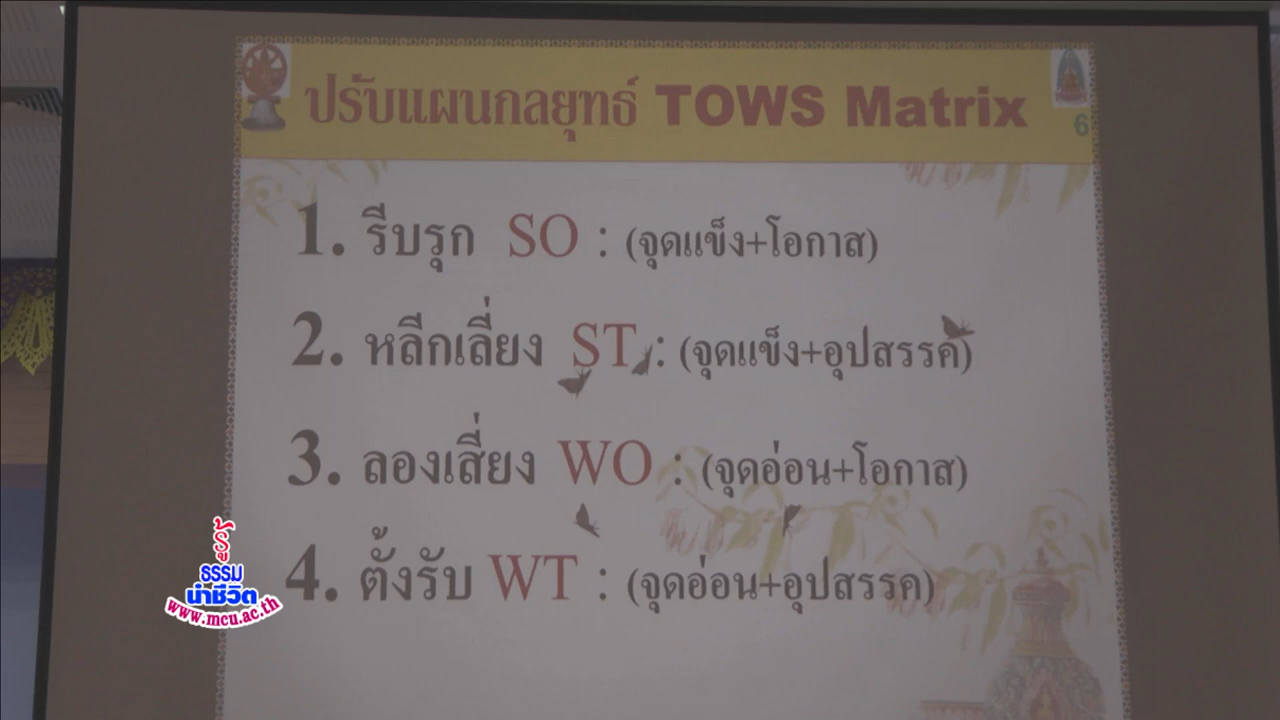 ปรับแผนกลยุทธ์ TOWS Matrix
6
1. รีบรุก SO : (จุดแข็ง+โอกาส)
2. หลีกเลี่ยง ST : (จุดแข็ง+อุปสรรค)
3. ลองเสี่ยง WO : (จุดอ่อน+โอกาส)
4. ตั้งรับ WT : (จุดอ่อน+อุปสรรค)
รู้
ธรรม
นำชีวิต
www.mcu.ac.th